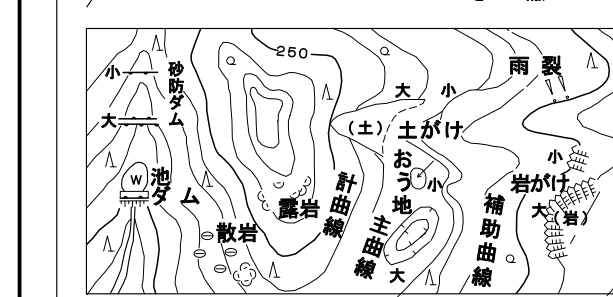 250
小
砂防ダム
大
W
池ダム
散岩
露岩
計曲線
大 小
(土) 土がけ
おう地
小
主曲線
大
補助曲線
雨裂
小
岩がけ
大
(岩)